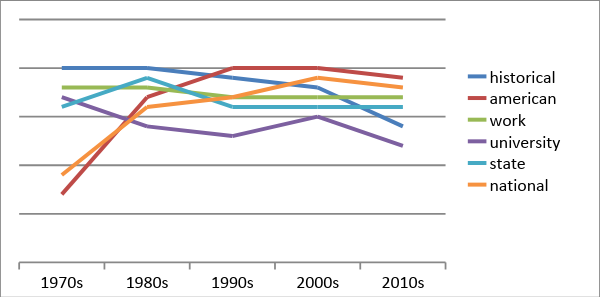 historical
american
work
university
state
national
1970s 1980s 1990s 2000s 2010s